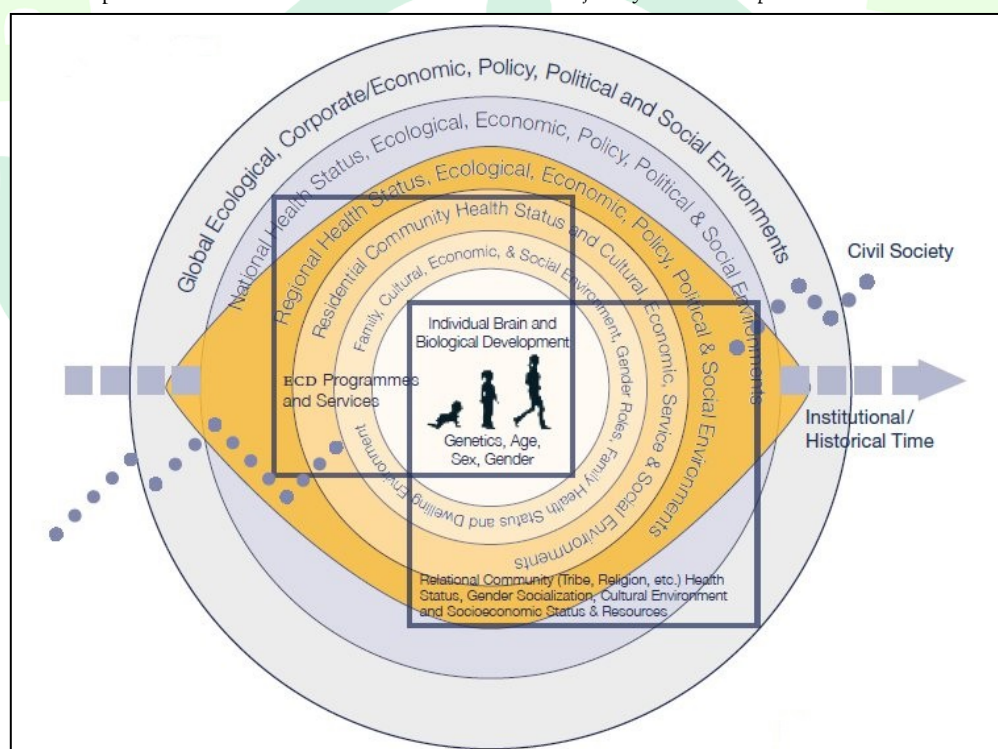 Global Ecological, Corporate/Economic, Policy, Political and Social Environments
National Health Status, Ecological, Economic, Policy, Political & Social Environments
Regional Health Status, Ecological, Economic, Policy, Political & Social Environments
Residential Community Health Status and Cultural, Economic, Service & Social Environments
Family, Cultural, Economic, & Social Environment, Gender Roles, Family Health Status and Dwelling Environment
Civil Society
Individual Brain and
Biological Development
ECD Programmes
and Services
Genetics, Age,
Sex, Gender
Institutional/
Historical Time
Relational Community (Tribe, Religion, etc.) Health
Status, Gender Socialization, Cultural Environment
and Socioeconomic Status & Resources